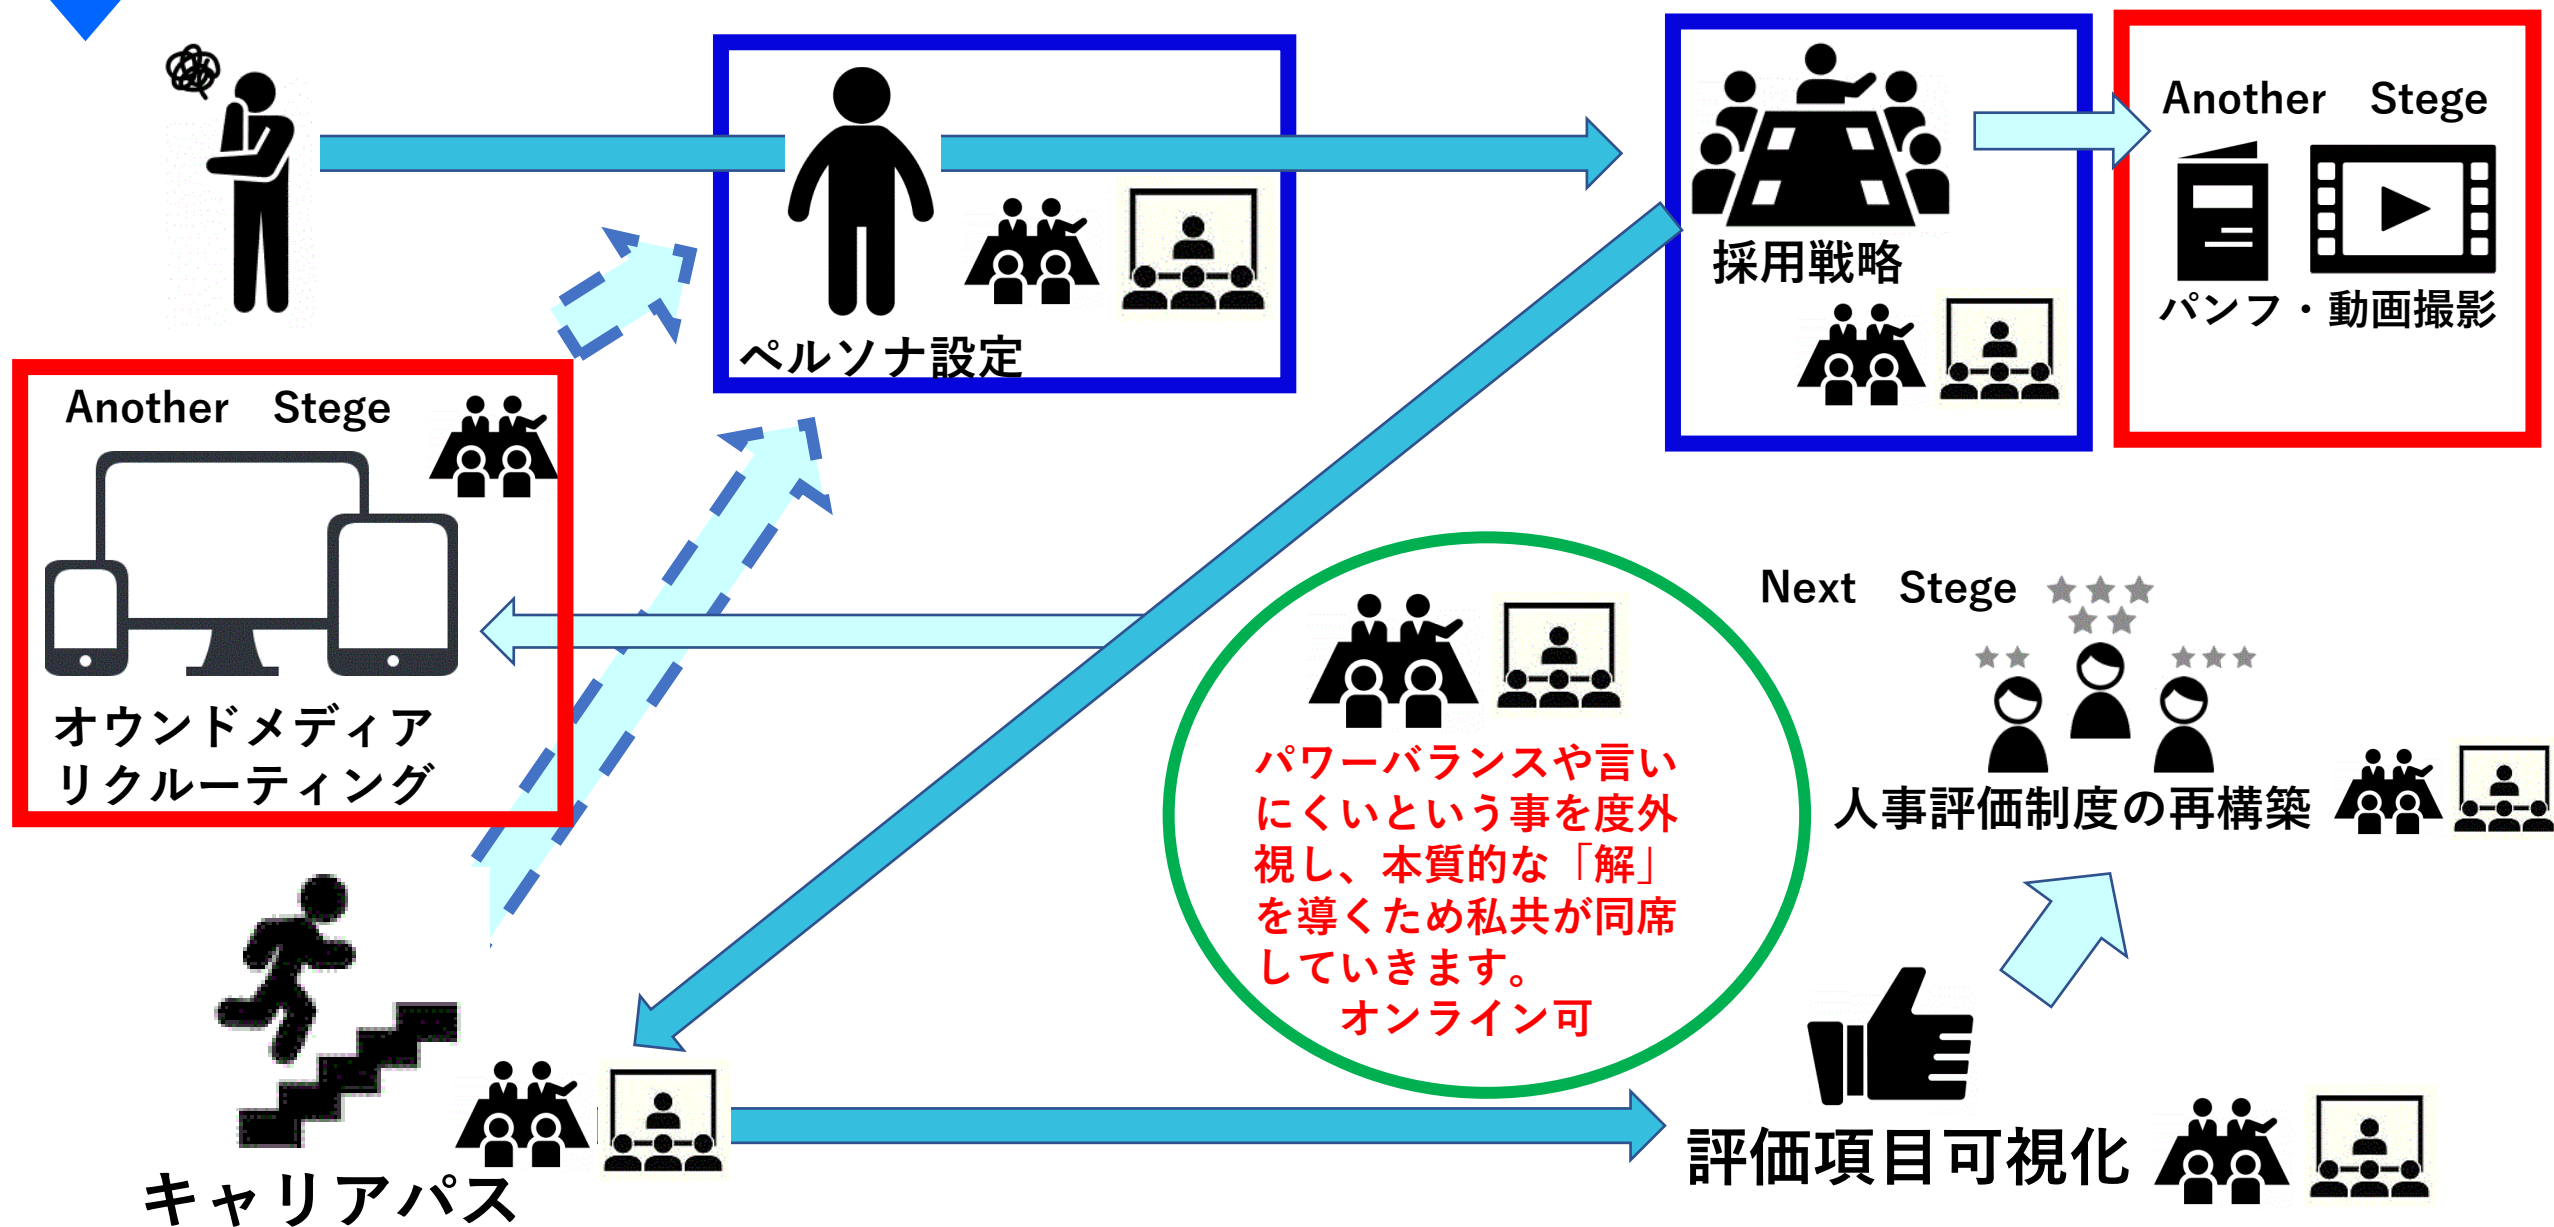 Another Stege
パンフ・動画撮影
採用戦略
ペルソナ設定
Another Stege
オウンドメディア
リクルーティング
Next Stege
人事評価制度の再構築
パワーバランスや言い
にくいという事を度外
視し、本質的な「解」
を導くため私共が同席
していきます。
オンライン可
キャリアパス
評価項目可視化